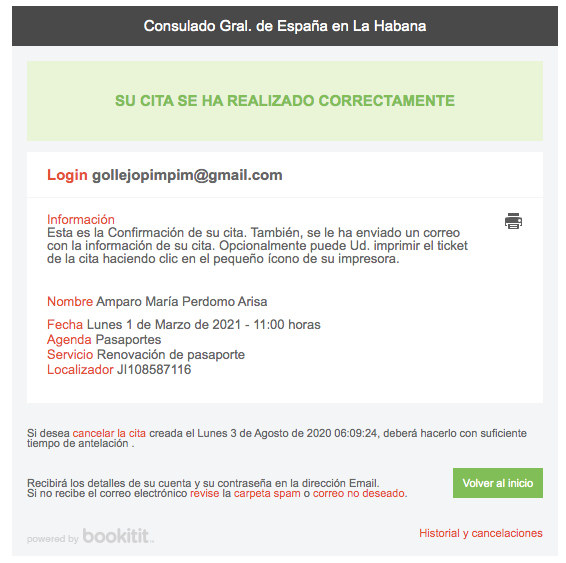 Consulado Gral. de España en La Habana
SU CITA SE HA REALIZADO CORRECTAMENTE
Login gollejopimpim@gmail.com
Información
Esta es la Confirmación de su cita. También, se le ha enviado un correo
con la información de su cita. Opcionalmente puede Ud. imprimir el ticket
de la cita haciendo clic en el pequeño ícono de su impresora.
Nombre Amparo María Perdomo Arisa
Fecha Lunes 1 de Marzo de 2021 - 11:00 horas
Agenda Pasaportes
Servicio Renovación de pasaporte
Localizador JI108587116
Si desea cancelar la cita creada el Lunes 3 de Agosto de 2020 06:09:24, deberá hacerlo con suficiente
tiempo de antelación .
Recibirá los detalles de su cuenta y su contraseña en la dirección Email.
Si no recibe el correo electrónico revise la carpeta spam o correo no deseado.
Volver al inicio
powered by bookitit
Historial y cancelaciones